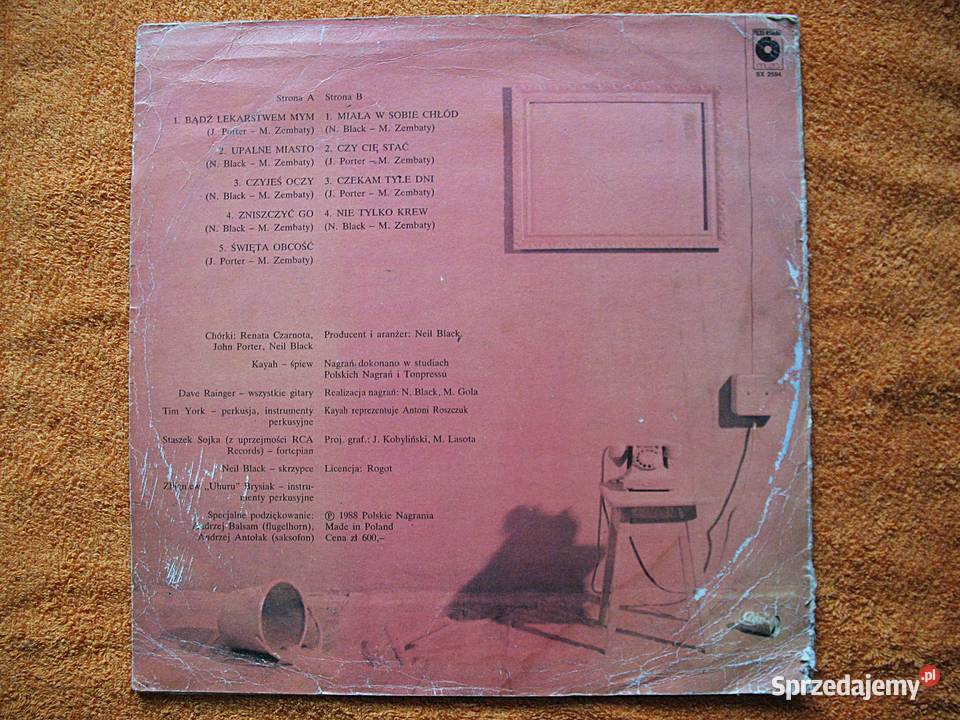 Polskie Nagrania
muza
SX 2594
Strona A
1. BĄDŹ LEKARSTWEM MYM
(J. Porter – M. Zembaty)
2. UPALNE MIASTO
(N. Black – M. Zembaty)
3. CZYJEŚ OCZY
(N. Black – M. Zembaty)
4. ZNISZCZYĆ GO
(N. Black – M. Zembaty)
5. ŚWIĘTA OBCOŚĆ
(J. Porter – M. Zembaty)
Strona B
1. MIAŁA W SOBIE CHŁÓD
(N. Black – M. Zembaty)
2. CZY CIĘ STAĆ
(J. Porter – M. Zembaty)
3. CZEKAM TYLE DNI
(J. Porter – M. Zembaty)
4. NIE TYLKO KREW
(N. Black – M. Zembaty)
Chórki: Renata Czarnota,
John Porter, Neil Black
Kayah – śpiew
Dave Rainger – wszystkie gitary
Tim York – perkusja, instrumenty
perkusyjne
Staszek Sojka (z uprzejmości RCA
Records) – fortepian
Neil Black – skrzypce
Zbigniew „Uhuru” Brysiak – instru-
menty perkusyjne
Specjalne podziękowanie:
Andrzej Balsam (flugelhorn),
Andrzej Antolak (saksofon)
Producent i aranżer: Neil Black
Nagrań dokonano w studiach
Polskich Nagrań i Tonpressu
Realizacja nagrań: N. Black, M. Gola
Kayah reprezentuje Antoni Roszczuk
Proj. graf.: J. Kobyliński, M. Lasota
Licencja: Rogot
℗ 1988 Polskie Nagrania
Made in Poland
Cena zł 600,–
Sprzedajemy.pl